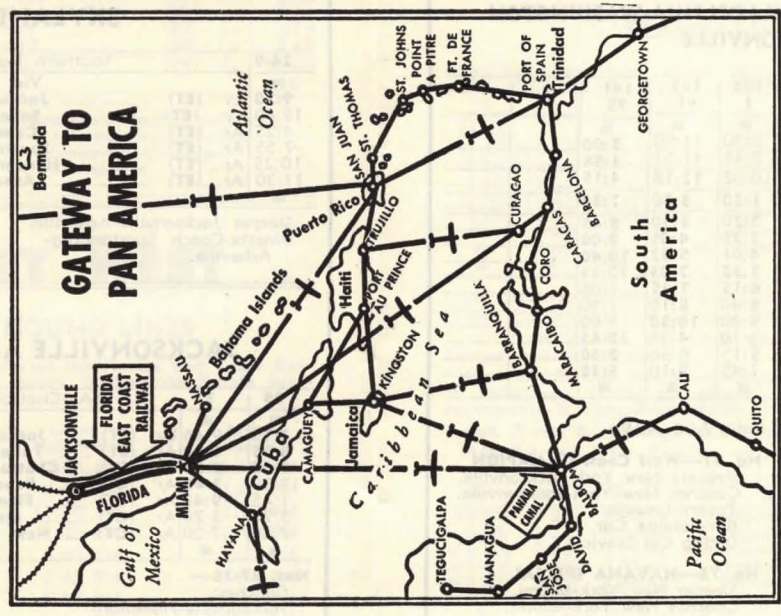 GATEWAY TO
PAN AMERICA
Bermuda
Atlantic
Ocean
JACKSONVILLE
FLORIDA
EAST COAST
RAILWAY
FLORIDA
Gulf of
Mexico
MIAMI
NASSAU
Bahama Islands
HAVANA
Cuba
CAMAGUEY
Haiti
PORT
AU PRINCE
TRUJILLO
Puerto Rico
SAN JUAN
ST. THOMAS
ST. JOHNS
POINT
PITRE
FT. DE
FRANCE
Jamaica
KINGSTON
Caribbean Sea
PORT OF
SPAIN
Trinidad
GEORGETOWN
CURACAO
BARCELONA
CARACAS
CORO
MARACAIBO
BARRANQUILLA
South
America
TEGUCIGALPA
MANAGUA
SAN
JOSE
DAVID
BALBOA
PANAMA
CANAL
CALI
QUITO
Pacific
Ocean